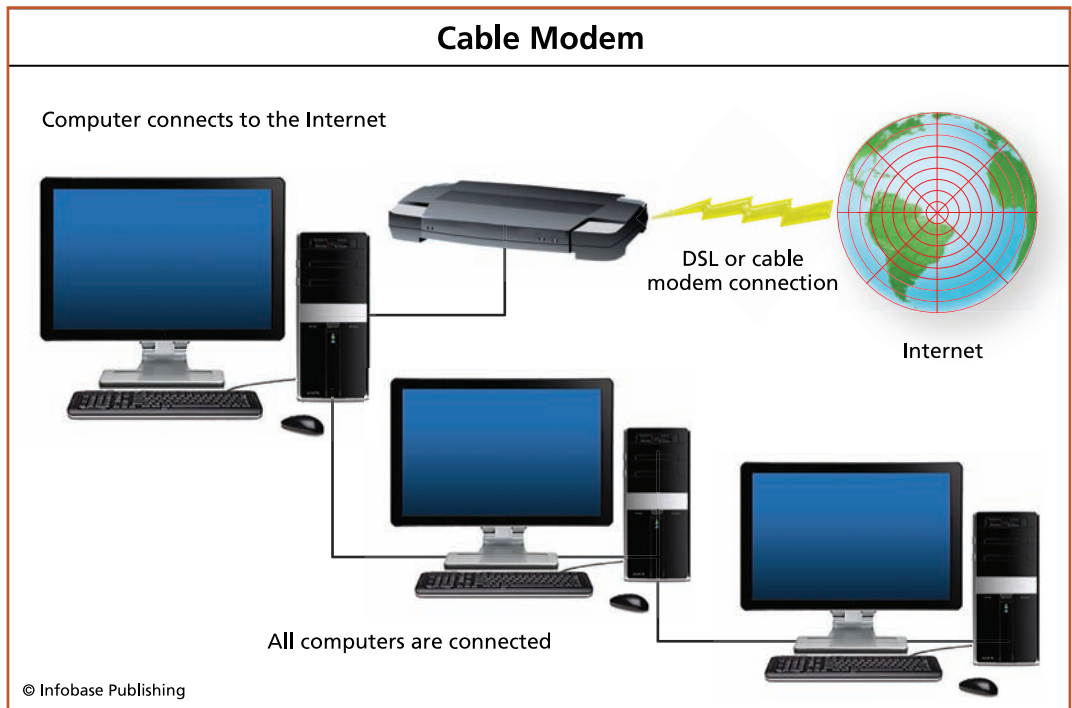 Cable Modem
Computer connects to the Internet
DSL or cable
modem connection
Internet
All computers are connected
© Infobase Publishing